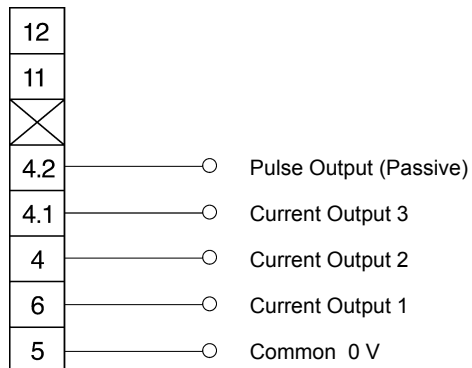 12
11
4.2 Pulse Output (Passive)
4.1 Current Output 3
4 Current Output 2
6 Current Output 1
5 Common 0 V